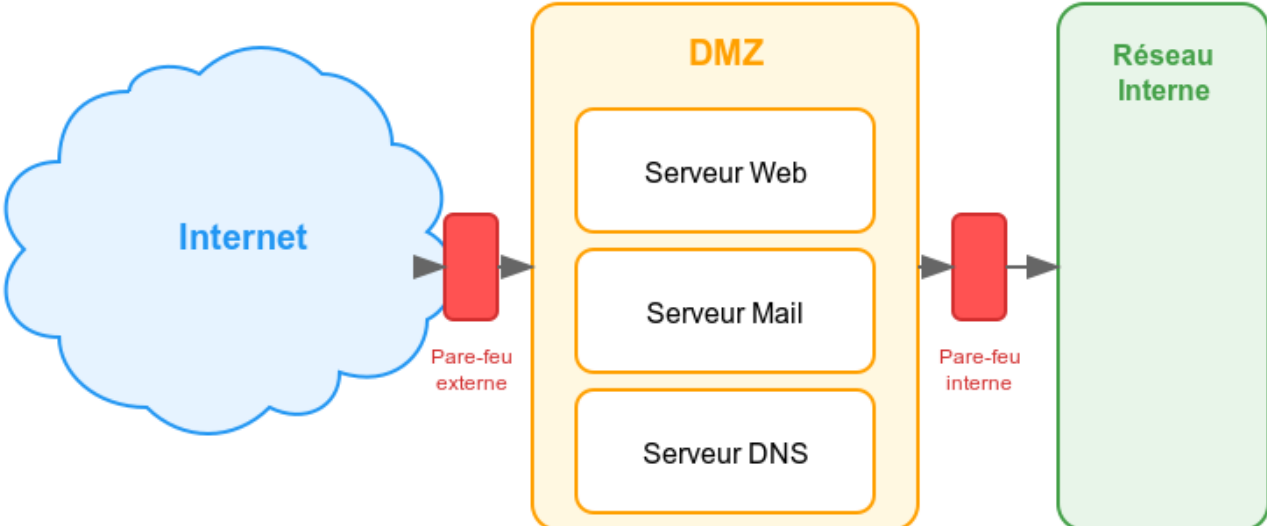 Internet
Pare-feu
externe
DMZ
Serveur Web
Serveur Mail
Serveur DNS
Pare-feu
interne
Réseau
Interne